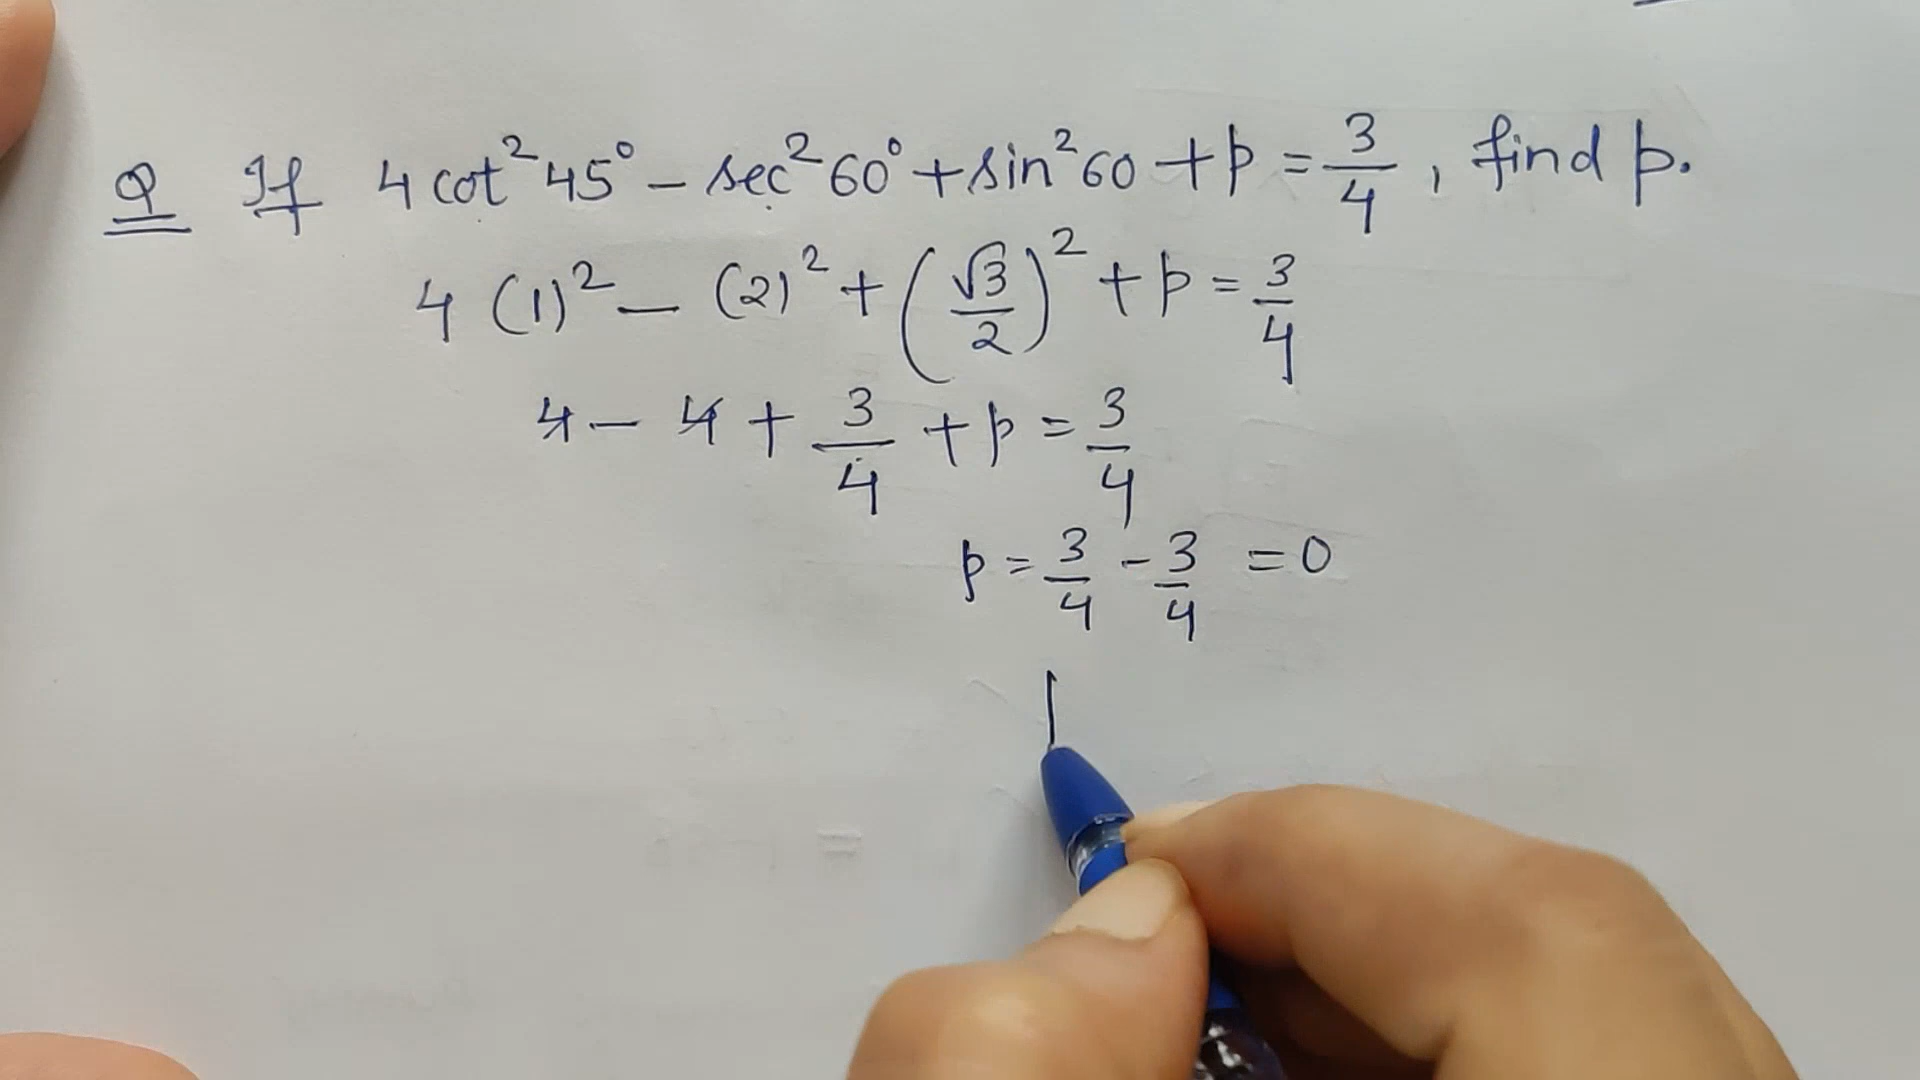 Q If 4 cot²45° - sec²60° + sin²60 + p = 3/4, find p.
4 (1)² - (2)² + (√3/2)² + p = 3/4
4 - 4 + 3/4 + p = 3/4
p = 3/4 - 3/4 = 0